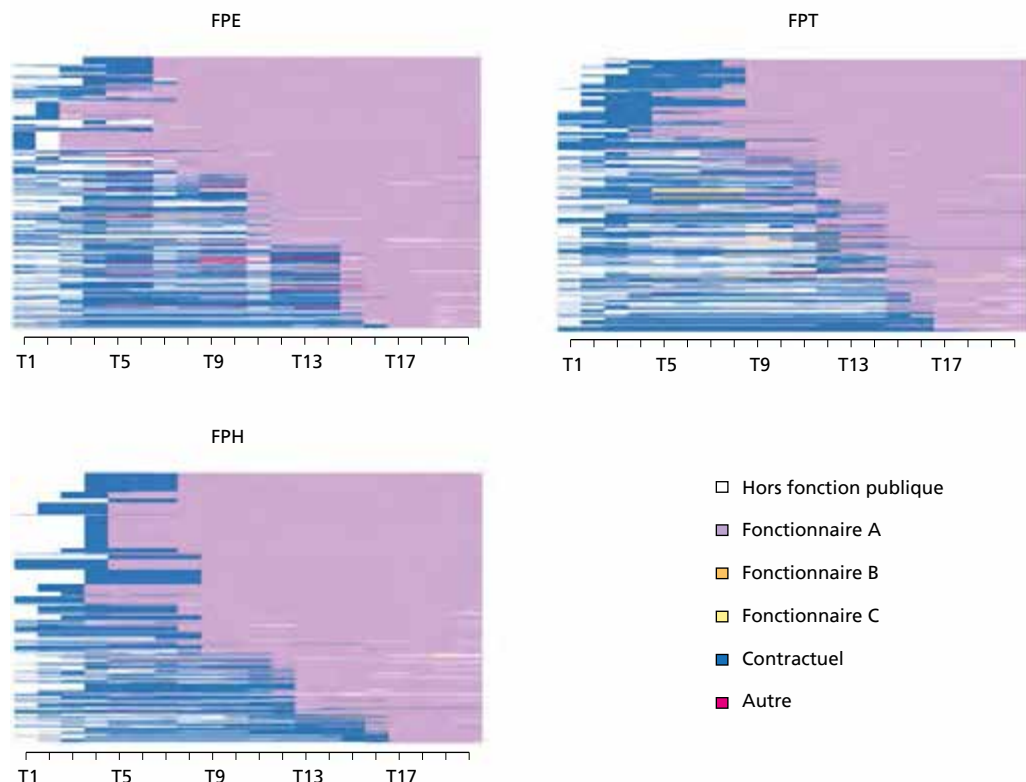 FPE
FPT
T1 T5 T9 T13 T17
T1 T5 T9 T13 T17
FPH
Hors fonction publique
Fonctionnaire A
Fonctionnaire B
Fonctionnaire C
Contractuel
Autre
T1 T5 T9 T13 T17